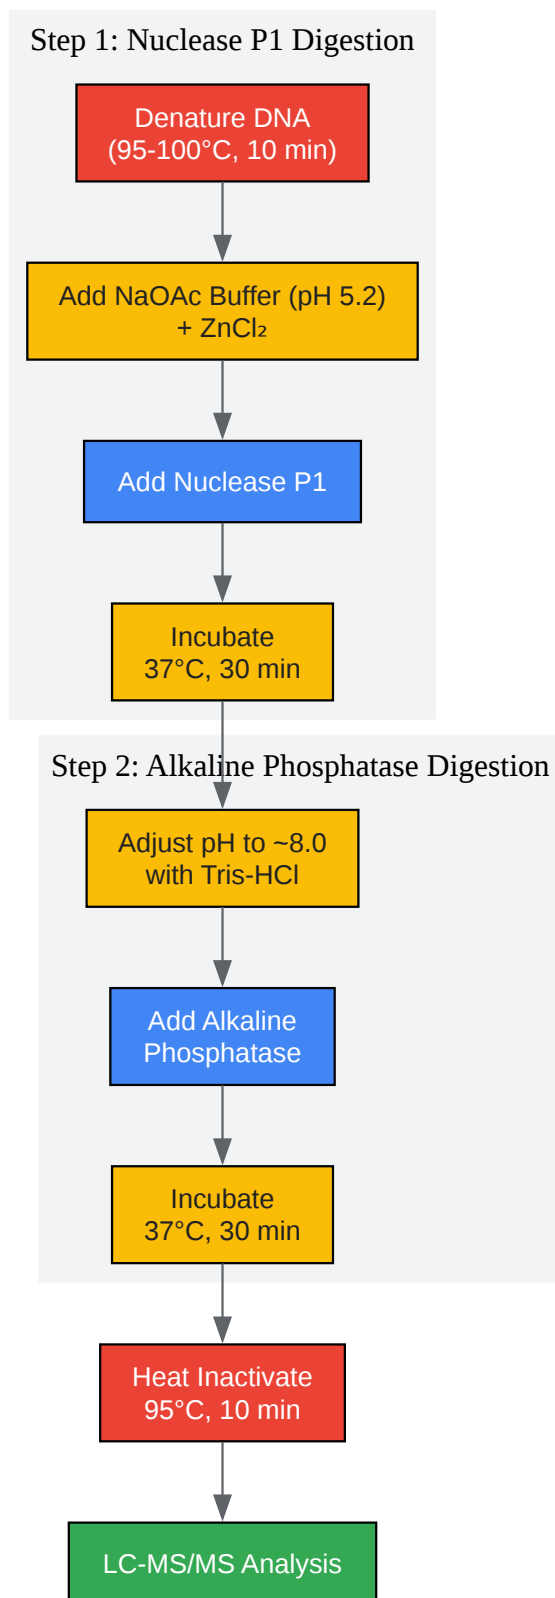 Step 1: Nuclease P1 Digestion
Denature DNA
(95-100°C, 10 min)
Add NaOAc Buffer (pH 5.2)
+ ZnCl₂
Add Nuclease P1
Incubate
37°C, 30 min
Step 2: Alkaline Phosphatase Digestion
Adjust pH to ~8.0
with Tris-HCl
Add Alkaline
Phosphatase
Incubate
37°C, 30 min
Heat Inactivate
95°C, 10 min
LC-MS/MS Analysis